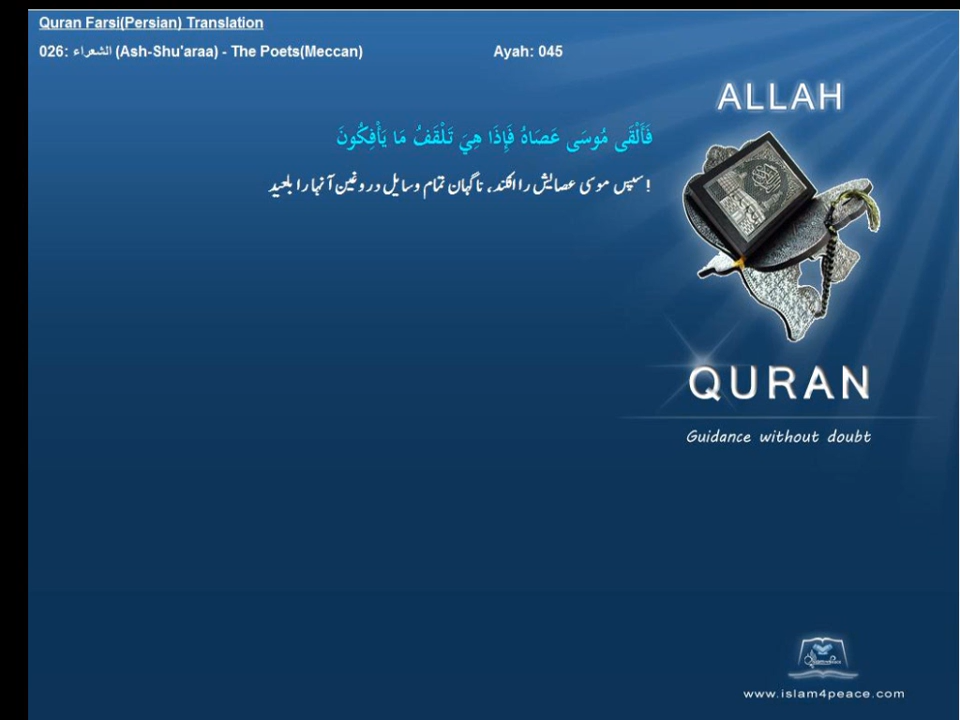 Quran Farsi(Persian) Translation
026: الشعراء (Ash-Shu'araa) - The Poets(Meccan) Ayah: 045
ALLAH
فَأَلْقَى مُوسَى عَصَاهُ فَإِذَا هِيَ تَلْقَفُ مَا يَأْفِكُونَ
سپس موسی عصایش را افکند، ناگهان تمام وسایل دروغین آنها را بلعید!
QURAN
Guidance without doubt
www.islam4peace.com